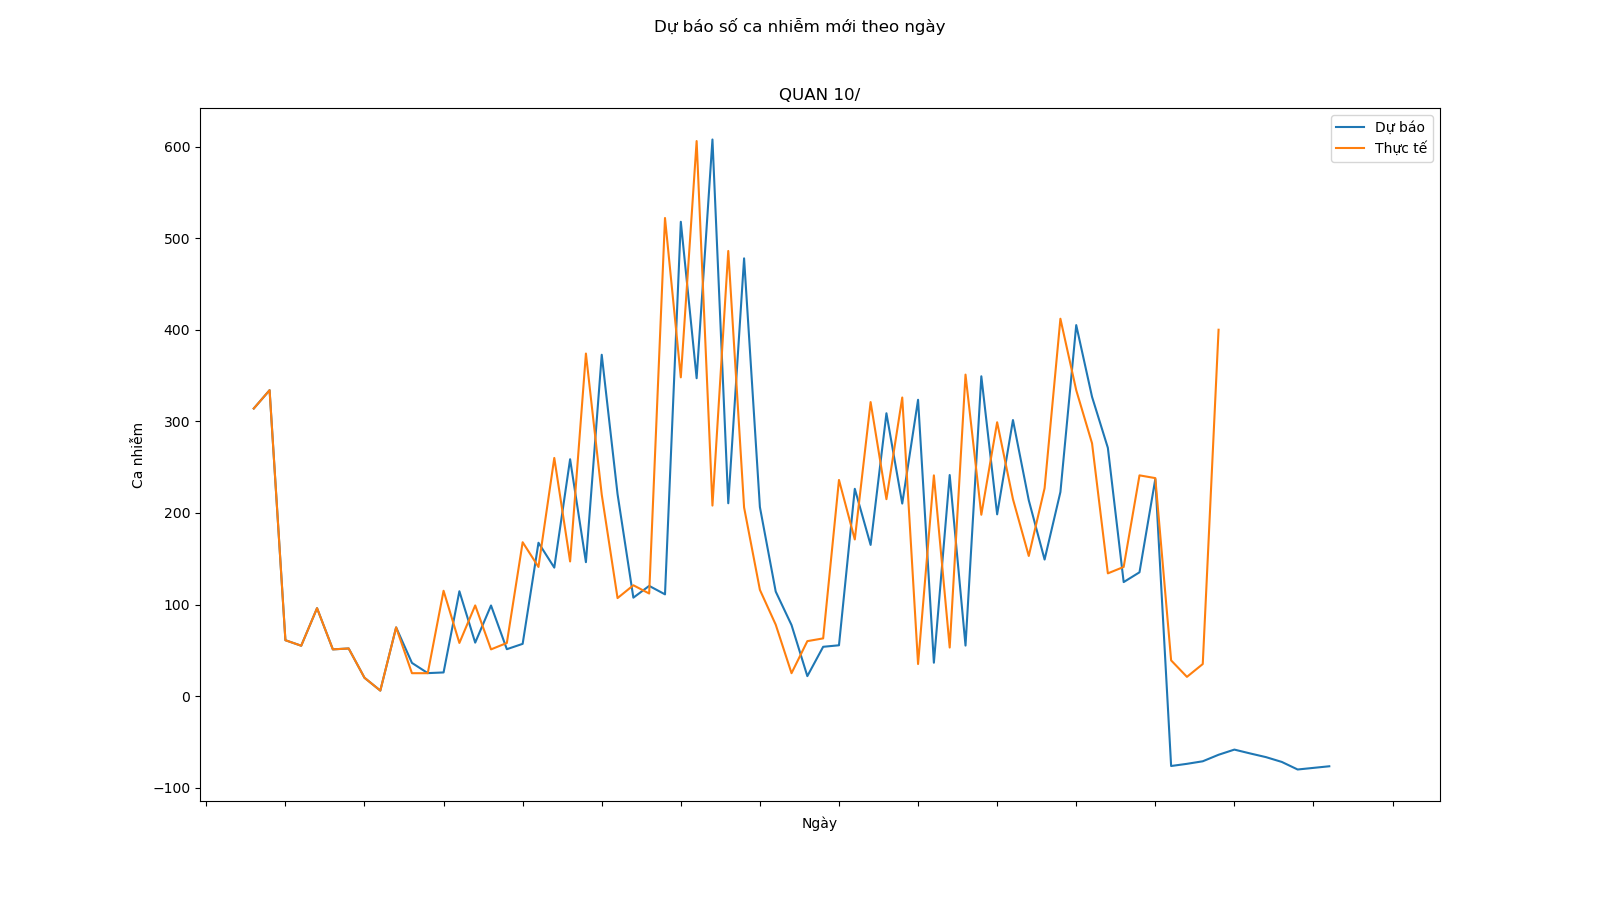 Dự báo số ca nhiễm mới theo ngày
QUAN 10/
Dự báo
Thực tế
600
500
400
300
200
100
0
−100
Ca nhiễm
Ngày